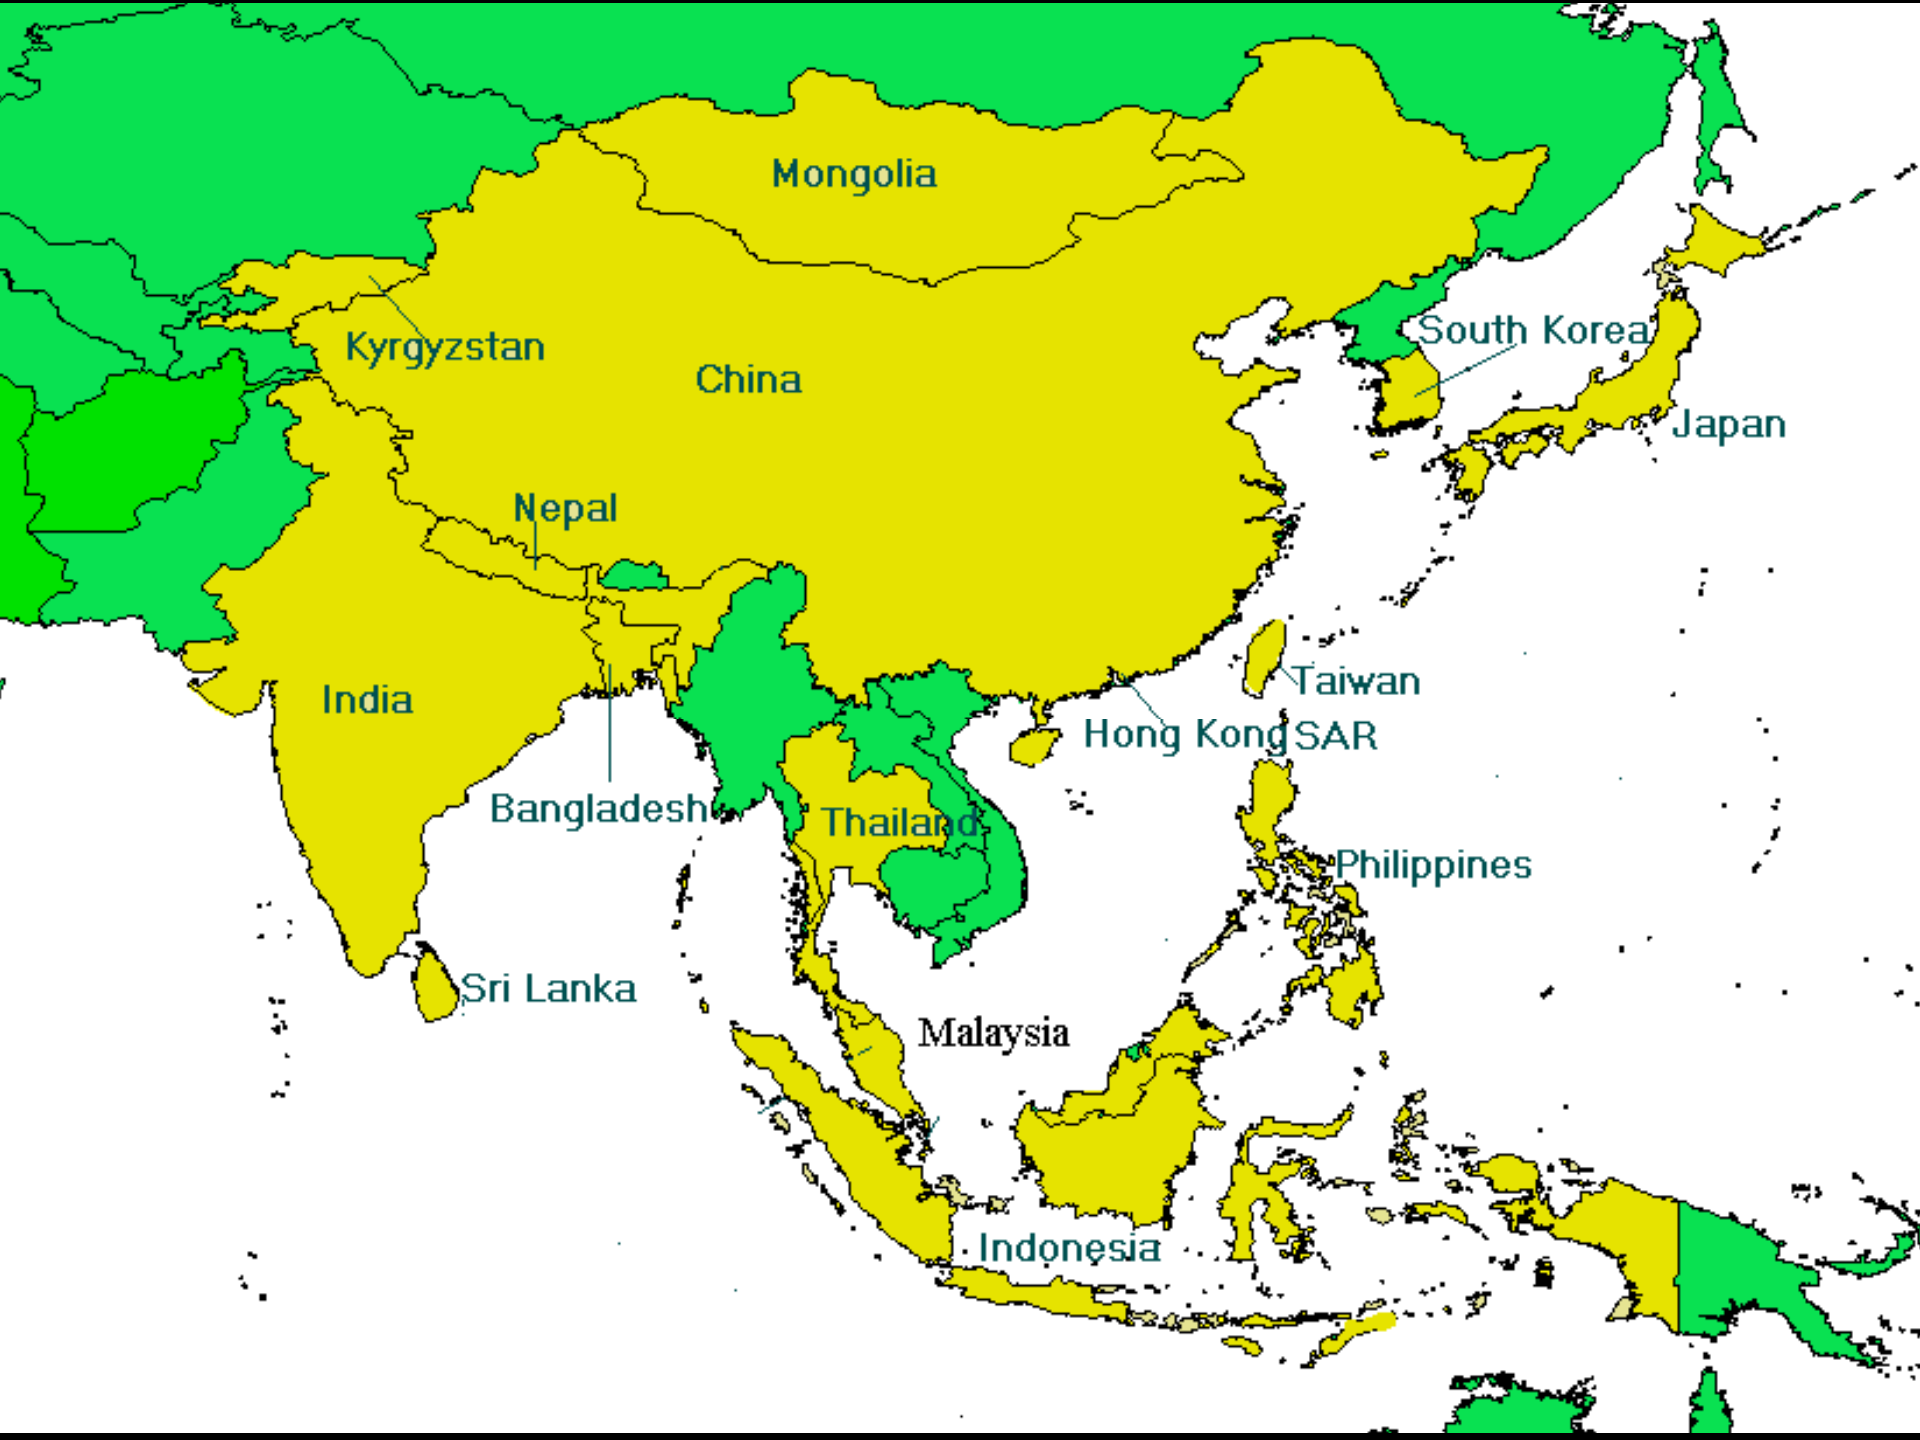 Mongolia
Kyrgyzstan
South Korea
China
Japan
Nepal
India
Taiwan
Hong Kong SAR
Bangladesh
Thailand
Philippines
Sri Lanka
Malaysia
Indonesia